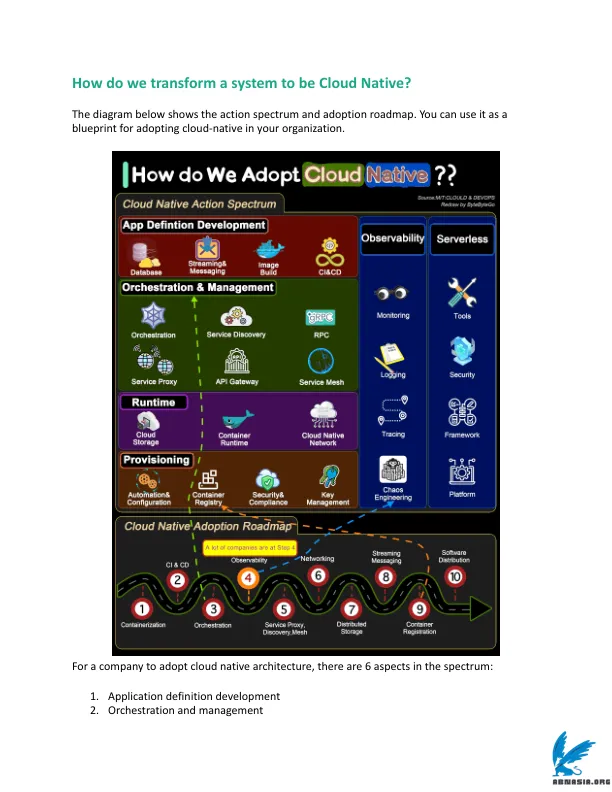 How do we transform a system to be Cloud Native?
The diagram below shows the action spectrum and adoption roadmap. You can use it as a
blueprint for adopting cloud-native in your organization.
How do We Adopt Cloud Native ??
Cloud Native Action Spectrum
Source:MIT:CLOULD & DEVOPS
Redraw by ByteByteGo
App Defintion Development
Database
Streaming&
Messaging
Image
Build
CI&CD
Orchestration & Management
Orchestration
Service Discovery
gRPC
RPC
Service Proxy
API Gateway
Service Mesh
Runtime
Cloud
Storage
Container
Runtime
Cloud Native
Network
Provisioning
Automation&
Configuration
Container
Registry
Security&
Compliance
Key
Management
Observability
Monitoring
Logging
Tracing
Chaos
Engineering
Serverless
Tools
Security
Framework
Platform
Cloud Native Adoption Roadmap
A lot of companies are at Step 4
1
Containerization
CI & CD
2
3
Orchestration
Observability
4
5
Service Proxy,
Discovery,Mesh
Networking
6
7
Distributed
Storage
Streaming
Messaging
8
9
Container
Registration
Software
Distribution
10
For a company to adopt cloud native architecture, there are 6 aspects in the spectrum:
1. Application definition development
2. Orchestration and management
ABNASIA.ORG